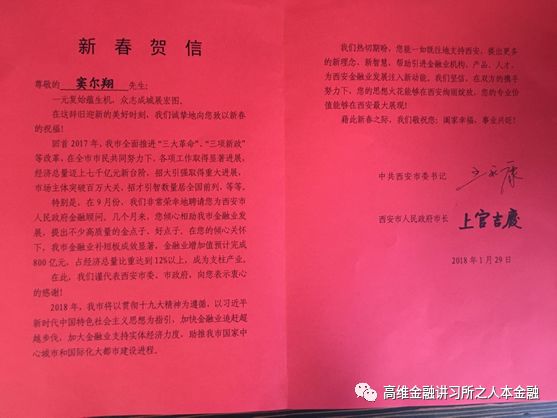 新春贺信
尊敬的 窦尔翔 先生：
一元复始蕴生机，众志成城展宏图。
在这辞旧迎新的美好时刻，我们诚挚地向您致以新春
的祝福！
回首2017年，我市全面推进“三大革命”、“三项新政”
等改革，在全市市民共同努力下，各项工作取得显著进展，
经济总量迈上七千亿元新台阶，招大引强取得重大进展，
市场主体突破百万大关，招才引智数量居全国前列，等等。
特别是，在9月份，我们非常荣幸地聘请您为西安市
人民政府金融顾问。几个月来，您倾心相助我市金融业发
展，提出不少高质量的金点子、好点子，在您的倾心关怀
下，我市金融业补短板成效显著，金融业增加值预计完成
800亿元，占经济总量比重达到12%以上，成为支柱产业。
在此，我们谨代表西安市委、市政府，向您表示衷心
的感谢！
2018年，我市将以贯彻十九大精神为遵循，以习近平
新时代中国特色社会主义思想为指引，加快金融业追赶超
越步伐，加大金融业支持实体经济力度，助推我市国家中
心城市和国际化大都市建设进程。
我们热切期盼，您能一如既往地支持西安，提出更多
的新理念、新智慧，帮助引进金融业机构、产品、人才，
为西安金融业发展注入新动能。我们坚信，在双方的携手
努力下，您的思想火花能够在西安绚丽绽放，您的专业价
值能够在西安最大展现！
藉此新春之际，我们敬祝您：阖家幸福、事业兴旺！
中共西安市委书记 王永康
西安市人民政府市长 上官吉慶
2018年1月29日
高维金融讲习所之人本金融